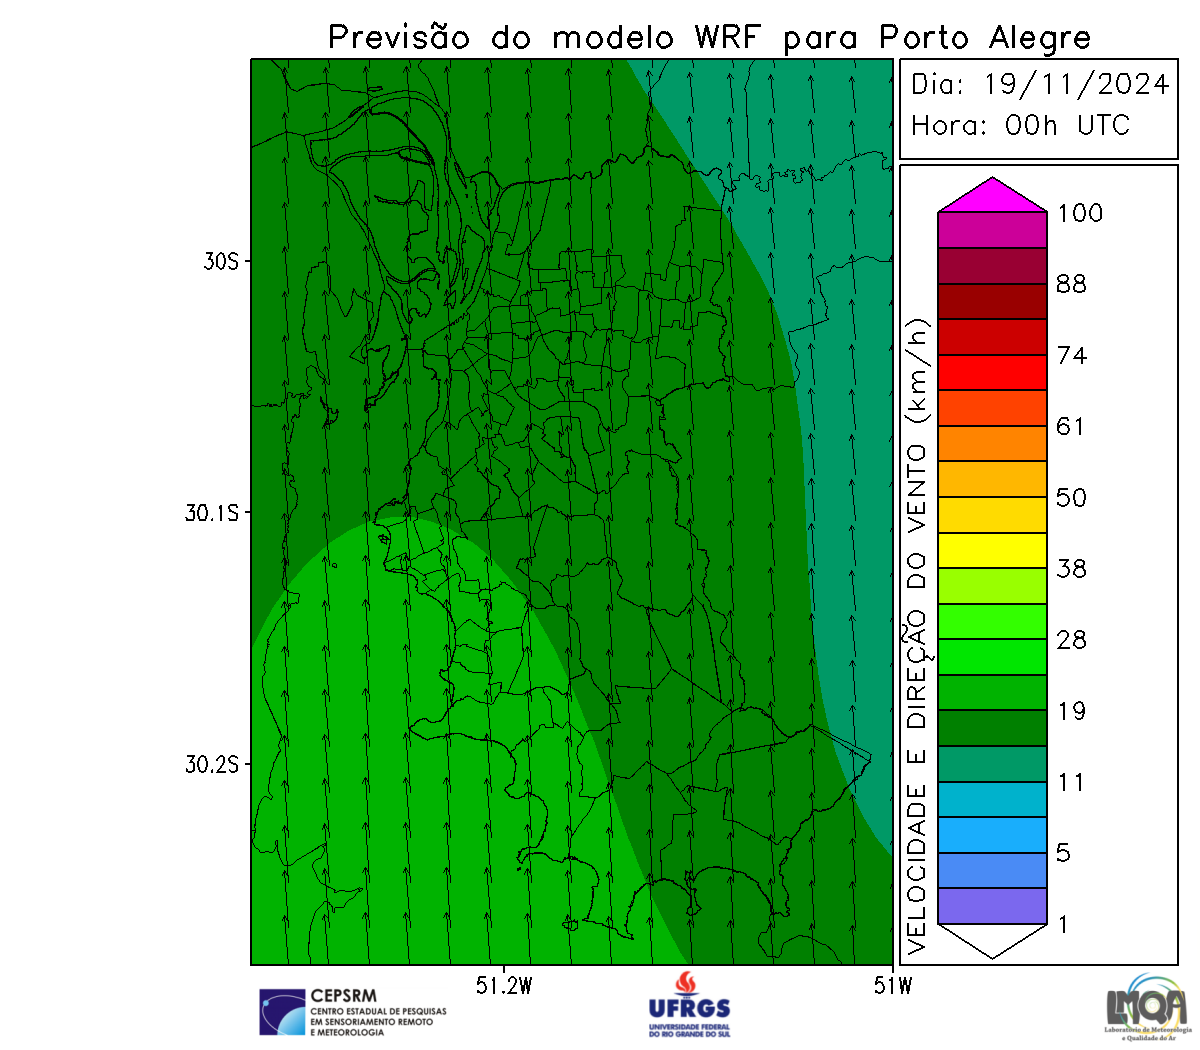 Previsão do modelo WRF para Porto Alegre
Dia: 19/11/2024
Hora: 00h UTC
30S
30.1S
30.2S
51.2W
51W
VELOCIDADE E DIREÇÃO DO VENTO (km/h)
100
88
74
61
50
38
28
19
11
5
1
CEPSRM
CENTRO ESTADUAL DE PESQUISAS
EM SENSORIAMENTO REMOTO
E METEOROLOGIA
UFRGS
UNIVERSIDADE FEDERAL
DO RIO GRANDE DO SUL
LMQA
Laboratório de Meteorologia
e Qualidade do Ar